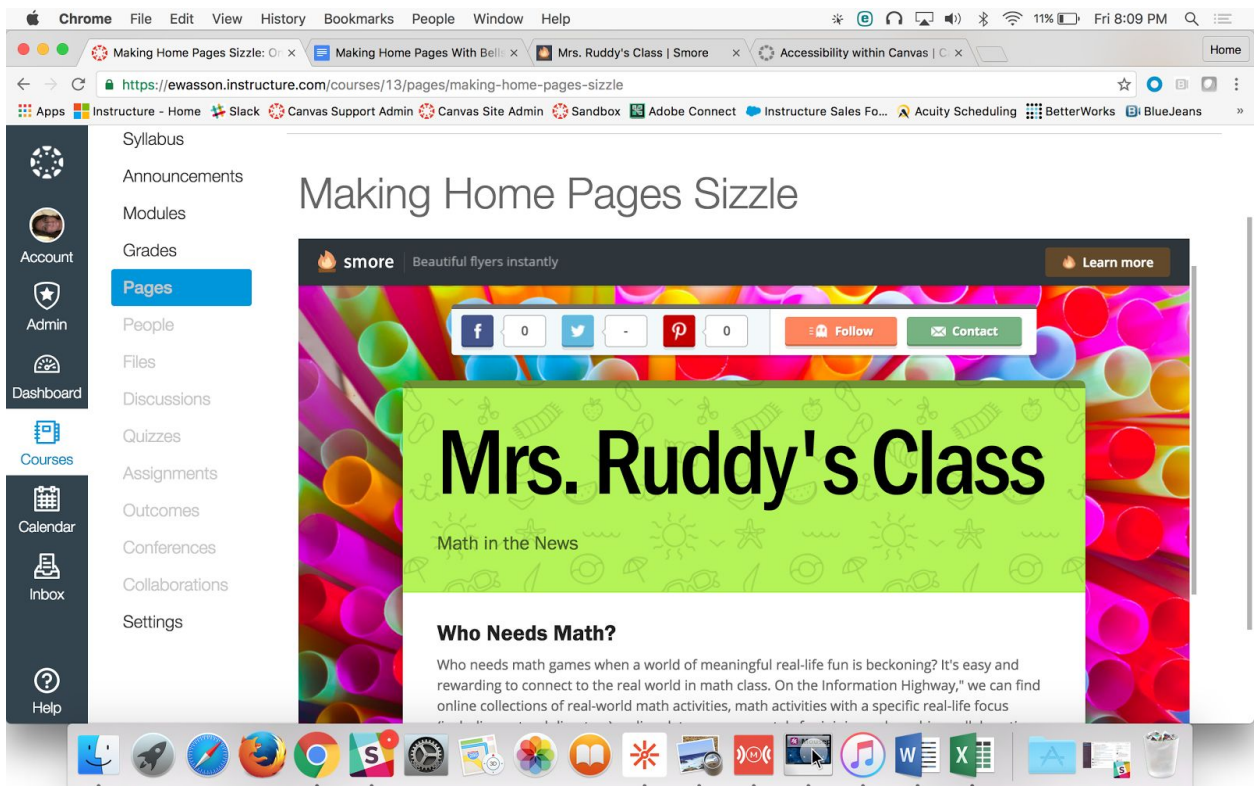 Chrome File Edit View History Bookmarks People Window Help 11% Fri 8:09 PM
Making Home Pages Sizzle: On Making Home Pages With Bells Mrs. Ruddy's Class | Smore Accessibility within Canvas | C Home
https://ewasson.instructure.com/courses/13/pages/making-home-pages-sizzle
Apps Instructure - Home Slack Canvas Support Admin Canvas Site Admin Sandbox Adobe Connect Instructure Sales Fo... Acuity Scheduling BetterWorks BlueJeans »
Account
Admin
Dashboard
Courses
Calendar
Inbox
Help
Syllabus
Announcements
Modules
Grades
Pages
People
Files
Discussions
Quizzes
Assignments
Outcomes
Conferences
Collaborations
Settings
Making Home Pages Sizzle
smore Beautiful flyers instantly Learn more
f 0 - 0 Follow Contact
Mrs. Ruddy's Class
Math in the News
Who Needs Math?
Who needs math games when a world of meaningful real-life fun is beckoning? It's easy and
rewarding to connect to the real world in math class. On the Information Highway," we can find
online collections of real-world math activities, math activities with a specific real-life focus